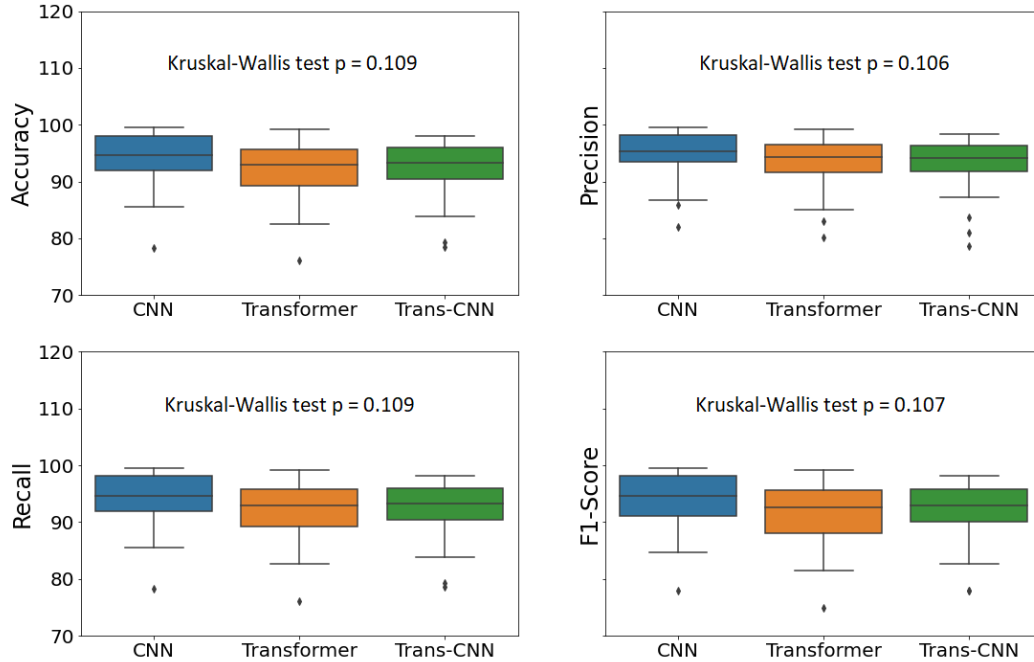 120
110
100
90
80
70
Accuracy
Kruskal-Wallis test p = 0.109
CNN
Transformer
Trans-CNN
Precision
Kruskal-Wallis test p = 0.106
CNN
Transformer
Trans-CNN
120
110
100
90
80
70
Recall
Kruskal-Wallis test p = 0.109
CNN
Transformer
Trans-CNN
F1-Score
Kruskal-Wallis test p = 0.107
CNN
Transformer
Trans-CNN